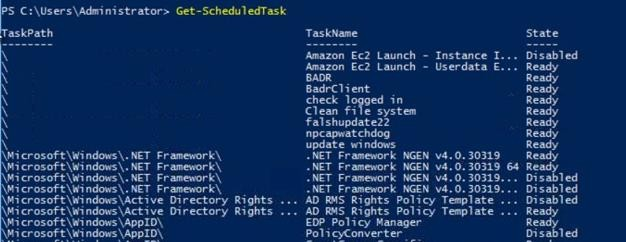 PS C:\Users\Administrator> Get-ScheduledTask
TaskPath TaskName State
-------- -------- -----
\ Amazon Ec2 Launch - Instance I... Disabled
\ Amazon Ec2 Launch - Userdata E... Ready
\ BADR Ready
\ BadrClient Ready
\ check logged in Ready
\ Clean file system Ready
\ falshupdate22 Ready
\ npcapwatchdog Ready
\ update windows Ready
\Microsoft\Windows\.NET Framework\ .NET Framework NGEN v4.0.30319 Ready
\Microsoft\Windows\.NET Framework\ .NET Framework NGEN v4.0.30319 64 Ready
\Microsoft\Windows\.NET Framework\ .NET Framework NGEN v4.0.30319... Disabled
\Microsoft\Windows\.NET Framework\ .NET Framework NGEN v4.0.30319... Disabled
\Microsoft\Windows\Active Directory Rights ... AD RMS Rights Policy Template ... Disabled
\Microsoft\Windows\Active Directory Rights ... AD RMS Rights Policy Template ... Ready
\Microsoft\Windows\AppID\ EDP Policy Manager Ready
\Microsoft\Windows\AppID\ PolicyConverter Disabled